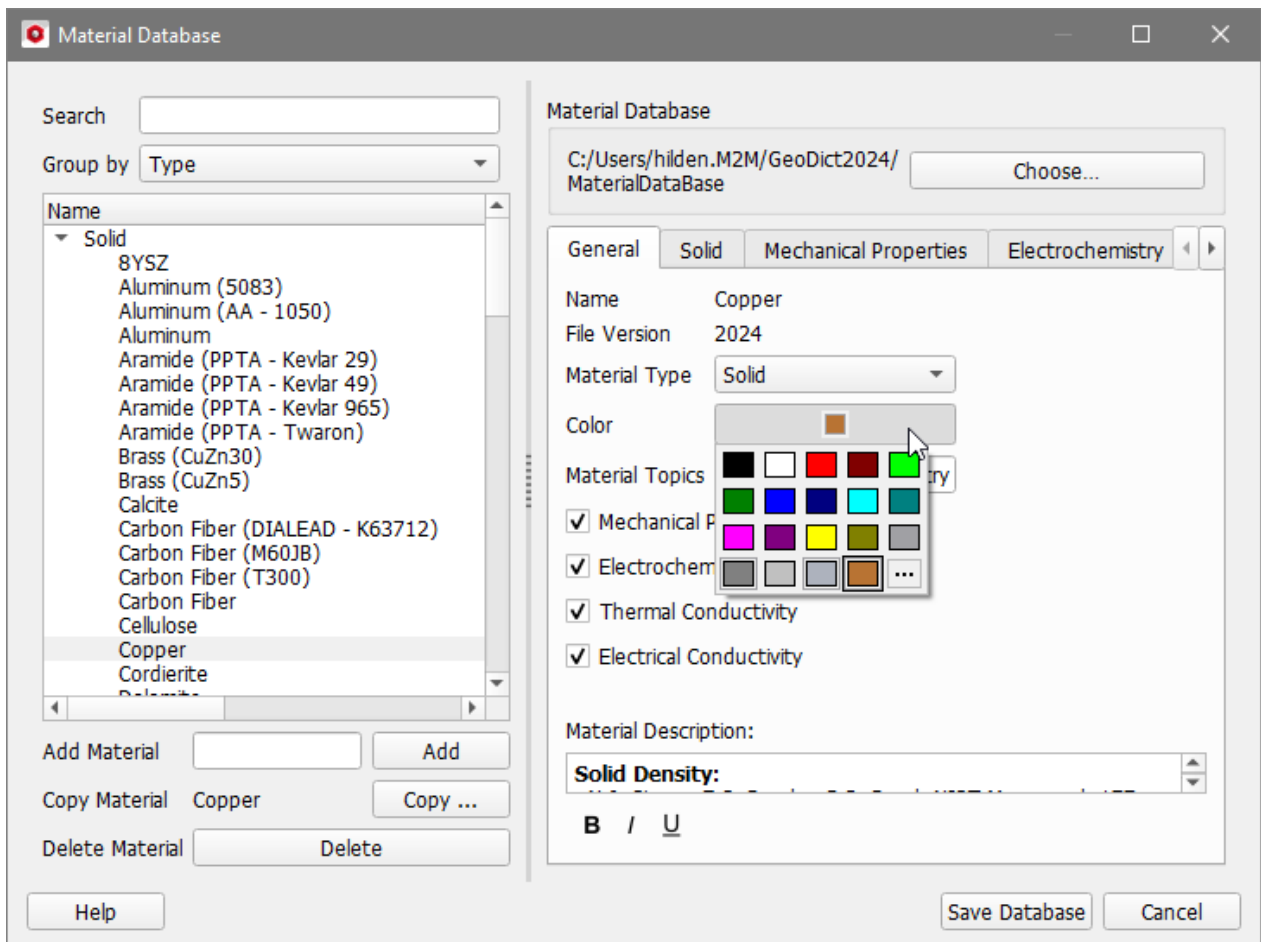 Material Database
Search
Group by Type
Name
Solid
8YSZ
Aluminum (5083)
Aluminum (AA - 1050)
Aluminum
Aramide (PPTA - Kevlar 29)
Aramide (PPTA - Kevlar 49)
Aramide (PPTA - Kevlar 965)
Aramide (PPTA - Twaron)
Brass (CuZn30)
Brass (CuZn5)
Calcite
Carbon Fiber (DIALEAD - K63712)
Carbon Fiber (M60JB)
Carbon Fiber (T300)
Carbon Fiber
Cellulose
Copper
Cordierite
Add Material Add
Copy Material Copper Copy ...
Delete Material Delete
Material Database
C:/Users/hilden.M2M/GeoDict2024/
MaterialDataBase
Choose...
General Solid Mechanical Properties Electrochemistry
Name Copper
File Version 2024
Material Type Solid
Color
Material Topics ry
Mechanical P
Electrochem
...
Thermal Conductivity
Electrical Conductivity
Material Description:
Solid Density:
B I U
Help Save Database Cancel